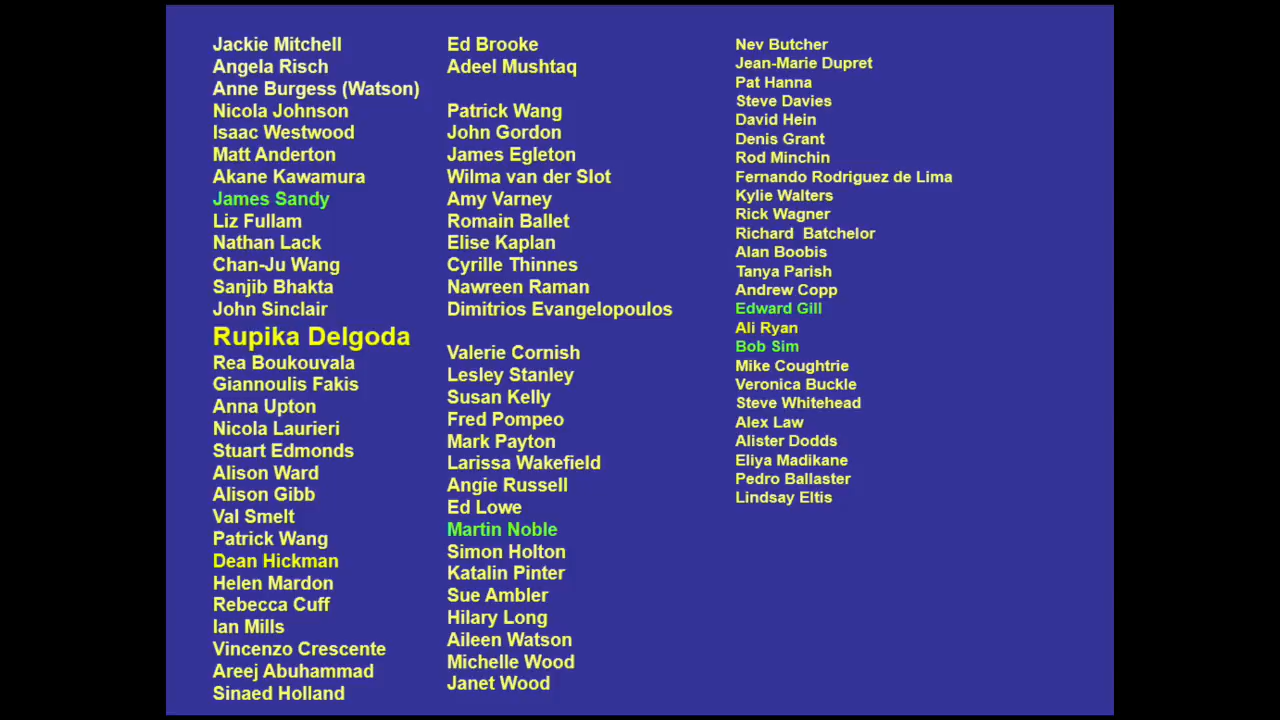 Jackie Mitchell
Angela Risch
Anne Burgess (Watson)
Nicola Johnson
Isaac Westwood
Matt Anderton
Akane Kawamura
James Sandy
Liz Fullam
Nathan Lack
Chan-Ju Wang
Sanjib Bhakta
John Sinclair
Rupika Delgoda
Rea Boukouvala
Giannoulis Fakis
Anna Upton
Nicola Laurieri
Stuart Edmonds
Alison Ward
Alison Gibb
Val Smelt
Patrick Wang
Dean Hickman
Helen Mardon
Rebecca Cuff
Ian Mills
Vincenzo Crescente
Areej Abuhammad
Sinaed Holland
Ed Brooke
Adeel Mushtaq
Patrick Wang
John Gordon
James Egleton
Wilma van der Slot
Amy Varney
Romain Ballet
Elise Kaplan
Cyrille Thinnes
Nawreen Raman
Dimitrios Evangelopoulos
Valerie Cornish
Lesley Stanley
Susan Kelly
Fred Pompeo
Mark Payton
Larissa Wakefield
Angie Russell
Ed Lowe
Martin Noble
Simon Holton
Katalin Pinter
Sue Ambler
Hilary Long
Aileen Watson
Michelle Wood
Janet Wood
Nev Butcher
Jean-Marie Dupret
Pat Hanna
Steve Davies
David Hein
Denis Grant
Rod Minchin
Fernando Rodriguez de Lima
Kylie Walters
Rick Wagner
Richard  Batchelor
Alan Boobis
Tanya Parish
Andrew Copp
Edward Gill
Ali Ryan
Bob Sim
Mike Coughtrie
Veronica Buckle
Steve Whitehead
Alex Law
Alister Dodds
Eliya Madikane
Pedro Ballaster
Lindsay Eltis